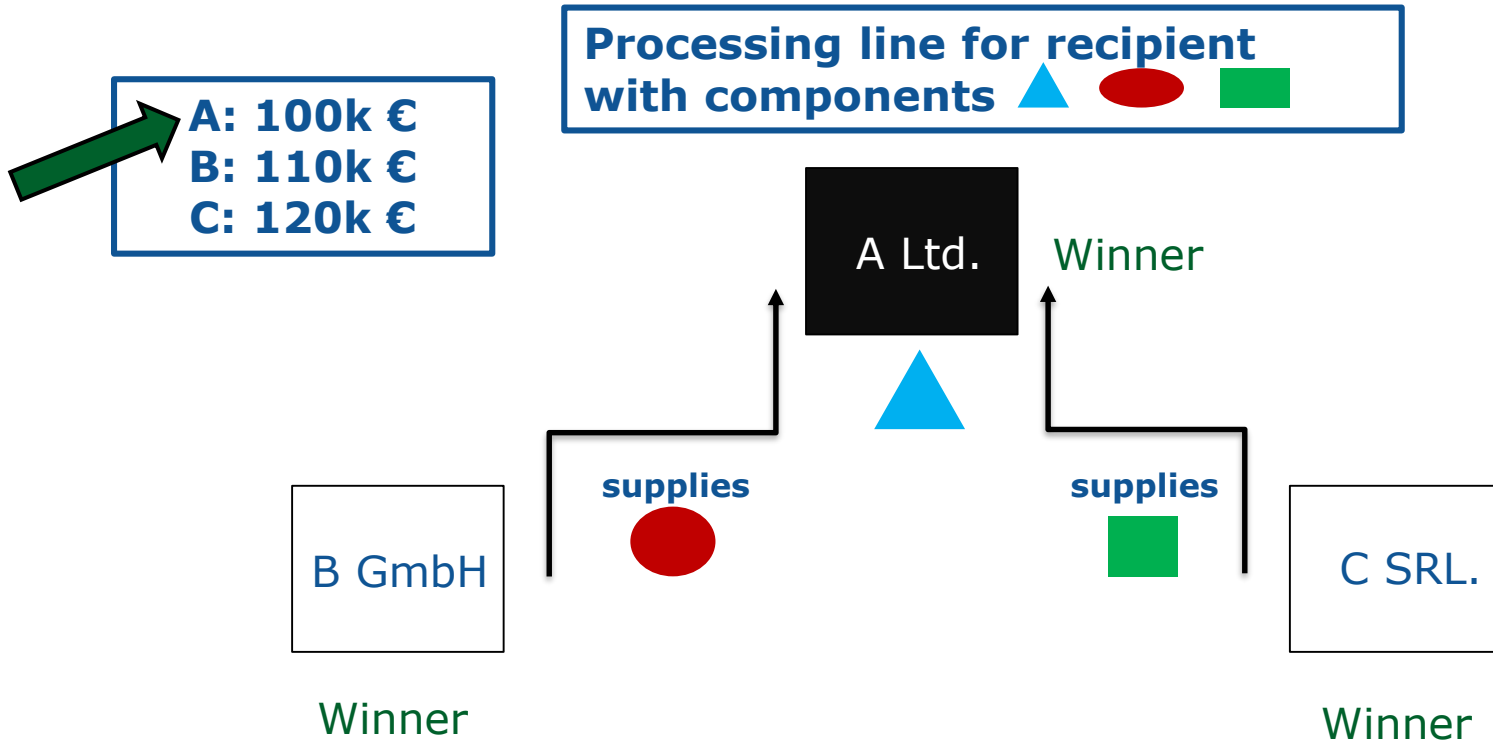 Processing line for recipient
with components
A: 100k €
B: 110k €
C: 120k €
A Ltd.
Winner
supplies
supplies
B GmbH
C SRL.
Winner
Winner